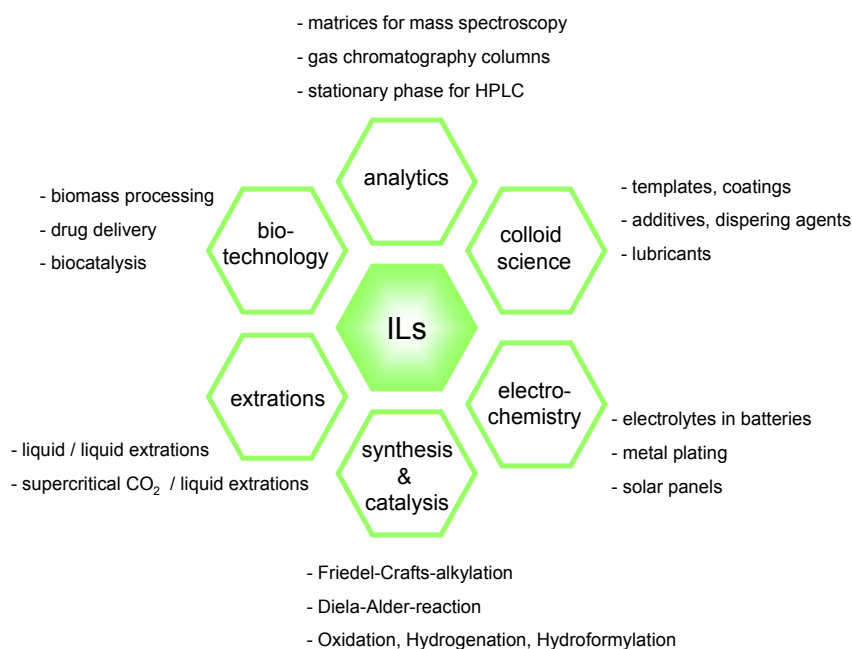 - matrices for mass spectroscopy
- gas chromatography columns
- stationary phase for HPLC
analytics
- biomass processing
- drug delivery
- biocatalysis
bio-
technology
colloid
science
- templates, coatings
- additives, dispering agents
- lubricants
ILs
extrations
- liquid / liquid extrations
- supercritical CO₂ / liquid extrations
electro-
chemistry
- electrolytes in batteries
- metal plating
- solar panels
synthesis
&
catalysis
- Friedel-Crafts-alkylation
- Diela-Alder-reaction
- Oxidation, Hydrogenation, Hydroformylation